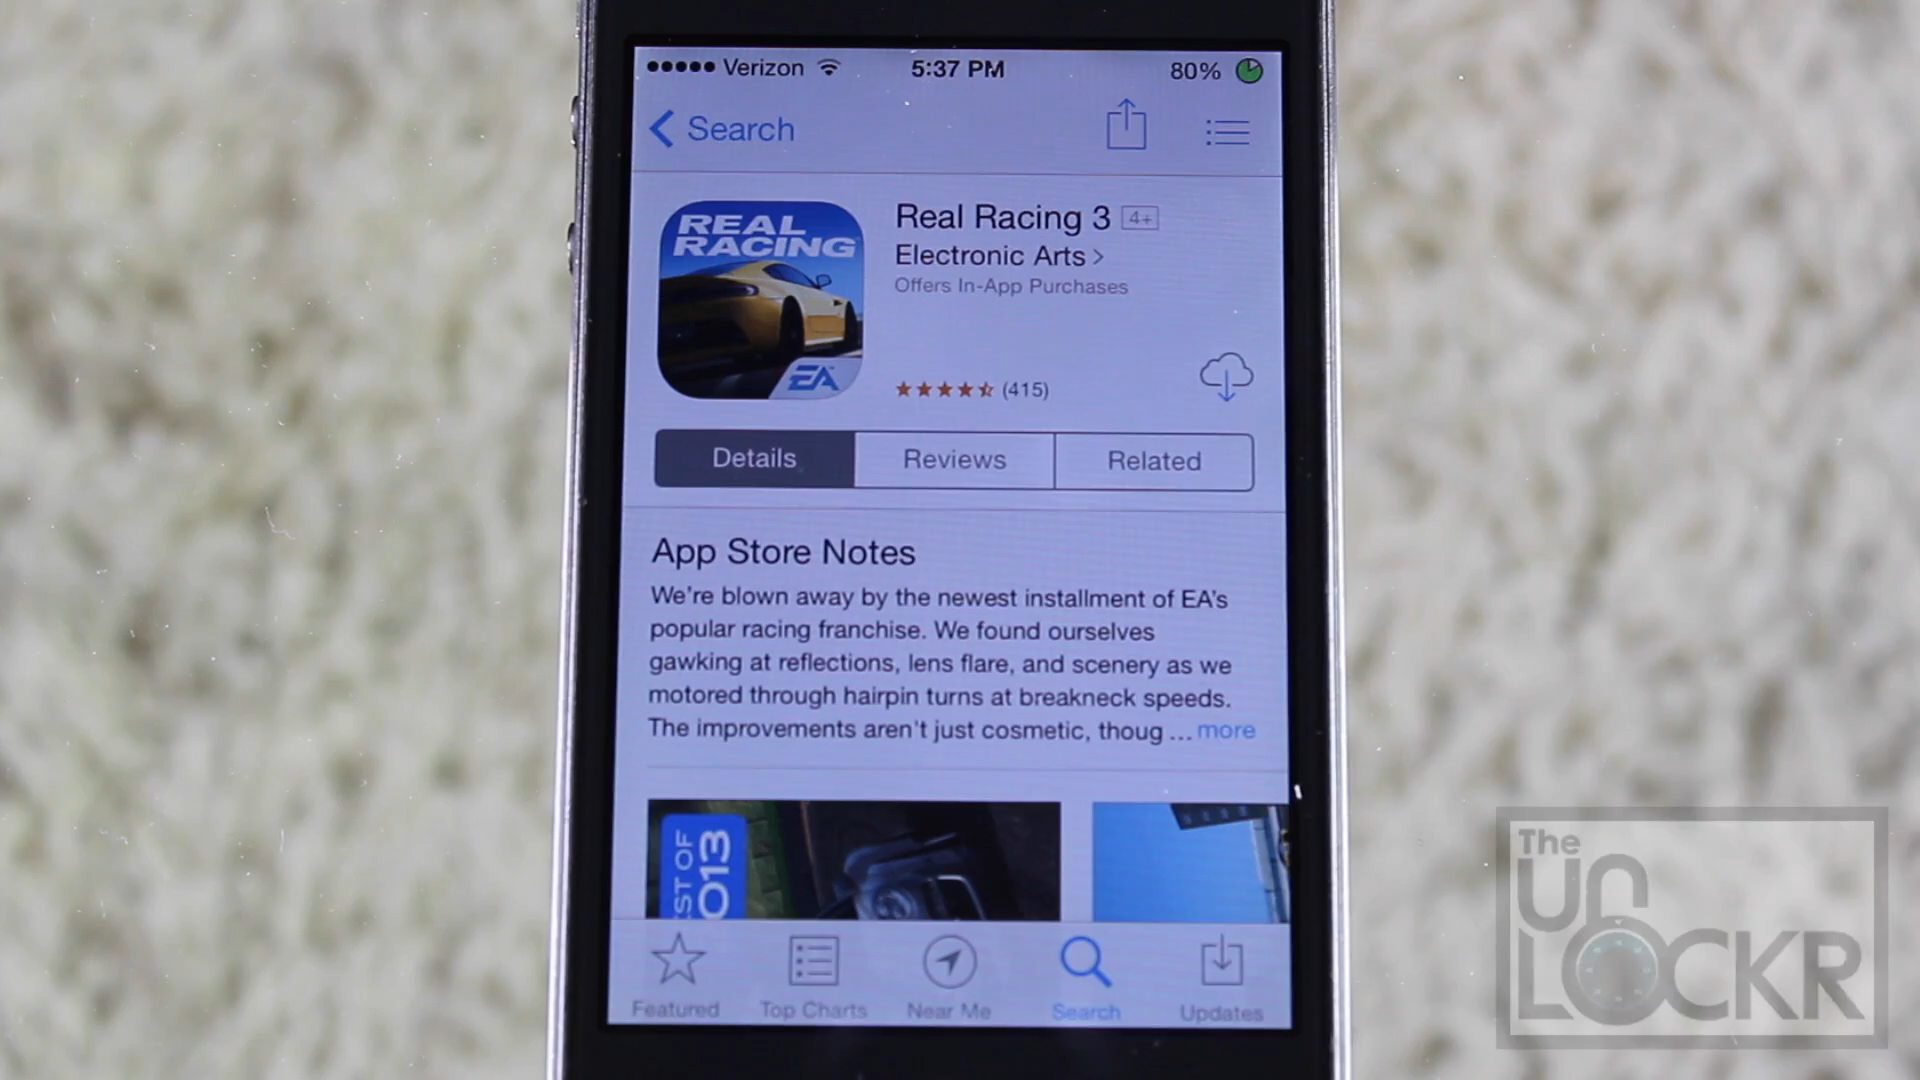 Verizon 5:37 PM 80%
Search
REAL
RACING
EA
Real Racing 3 4+
Electronic Arts >
Offers In-App Purchases
(415)
Details Reviews Related
App Store Notes
We're blown away by the newest installment of EA's
popular racing franchise. We found ourselves
gawking at reflections, lens flare, and scenery as we
motored through hairpin turns at breakneck speeds.
The improvements aren't just cosmetic, thoug ... more
ST OF
013
Featured Top Charts Near Me Search Updates
The
UN
LOCKR